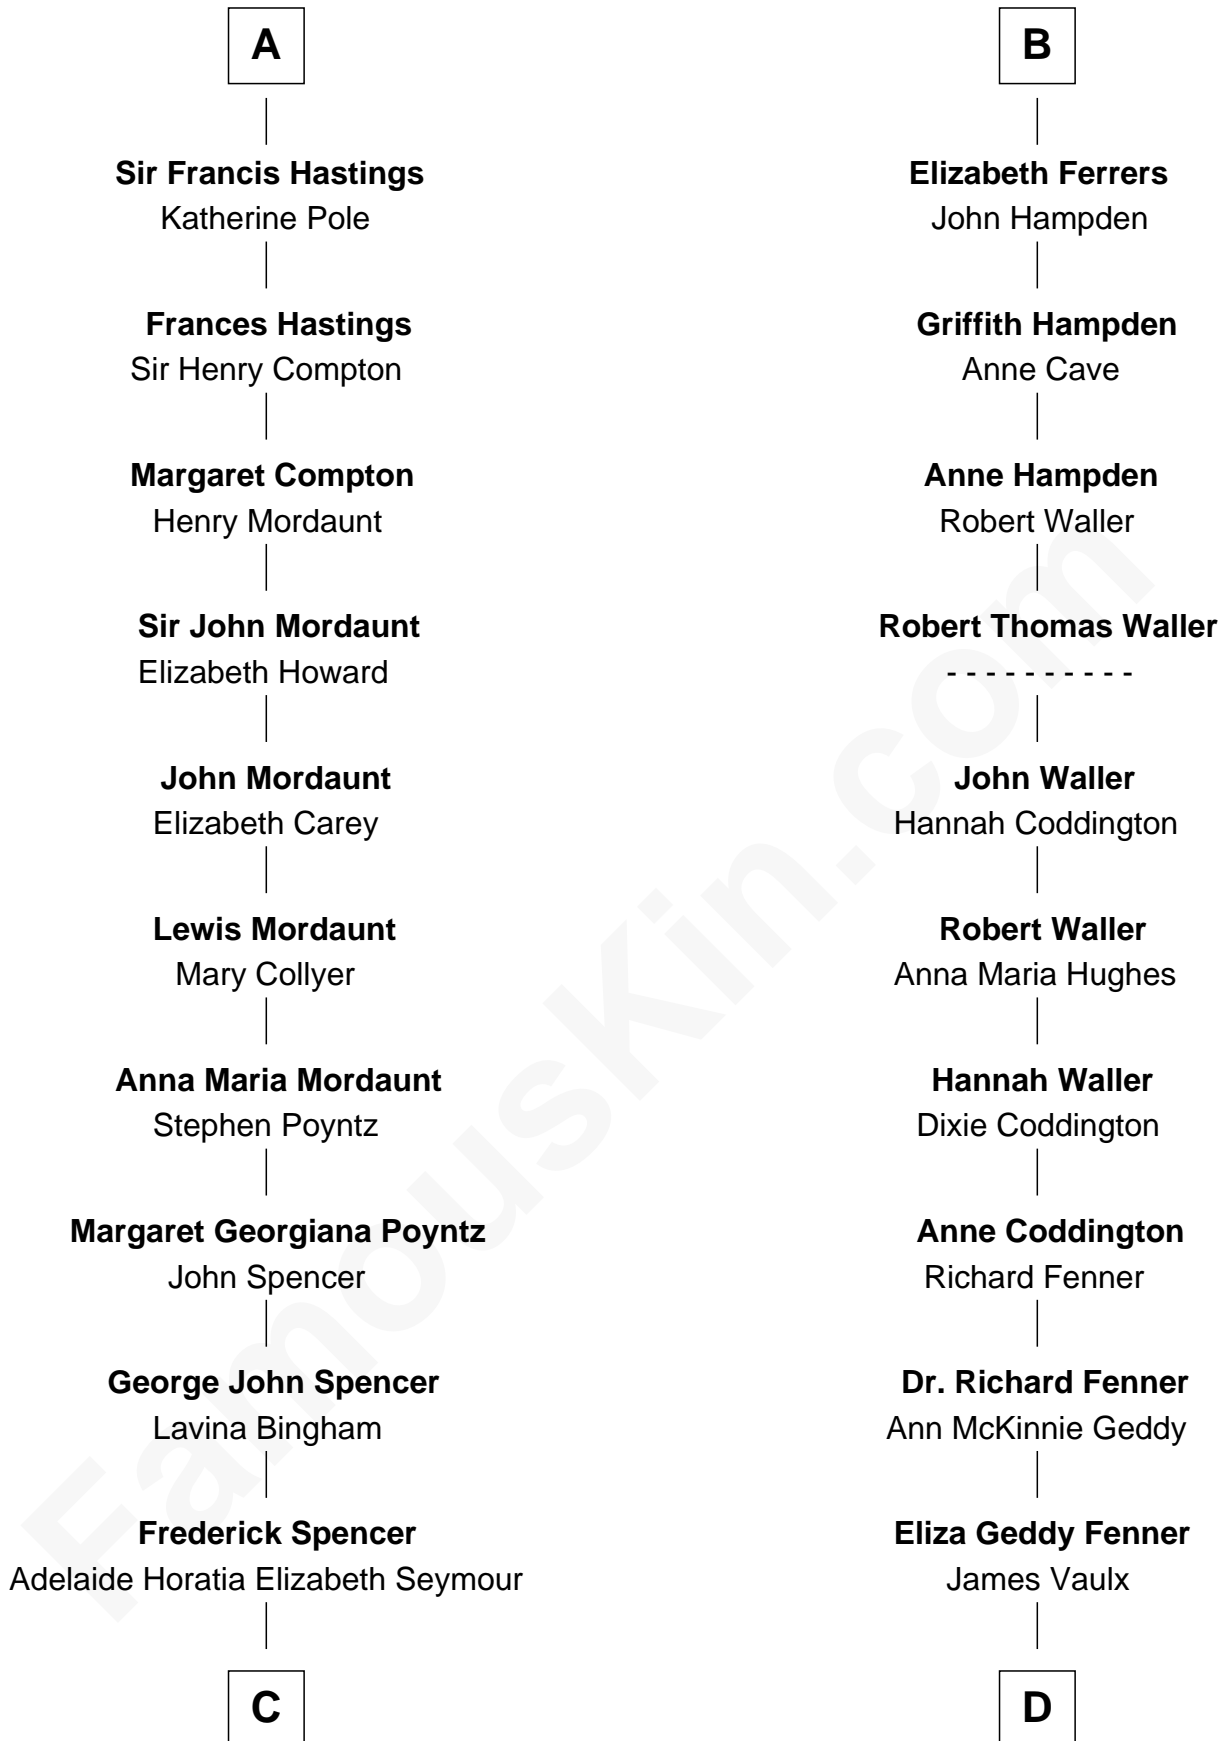 A
Sir Francis Hastings
Katherine Pole
Frances Hastings
Sir Henry Compton
Margaret Compton
Henry Mordaunt
Sir John Mordaunt
Elizabeth Howard
John Mordaunt
Elizabeth Carey
Lewis Mordaunt
Mary Collyer
Anna Maria Mordaunt
Stephen Poyntz
Margaret Georgiana Poyntz
John Spencer
George John Spencer
Lavina Bingham
Frederick Spencer
Adelaide Horatia Elizabeth Seymour
C
B
Elizabeth Ferrers
John Hampden
Griffith Hampden
Anne Cave
Anne Hampden
Robert Waller
Robert Thomas Waller
- - - - - - - - - -
John Waller
Hannah Coddington
Robert Waller
Anna Maria Hughes
Hannah Waller
Dixie Coddington
Anne Coddington
Richard Fenner
Dr. Richard Fenner
Ann McKinnie Geddy
Eliza Geddy Fenner
James Vaulx
D
FamousKin.com